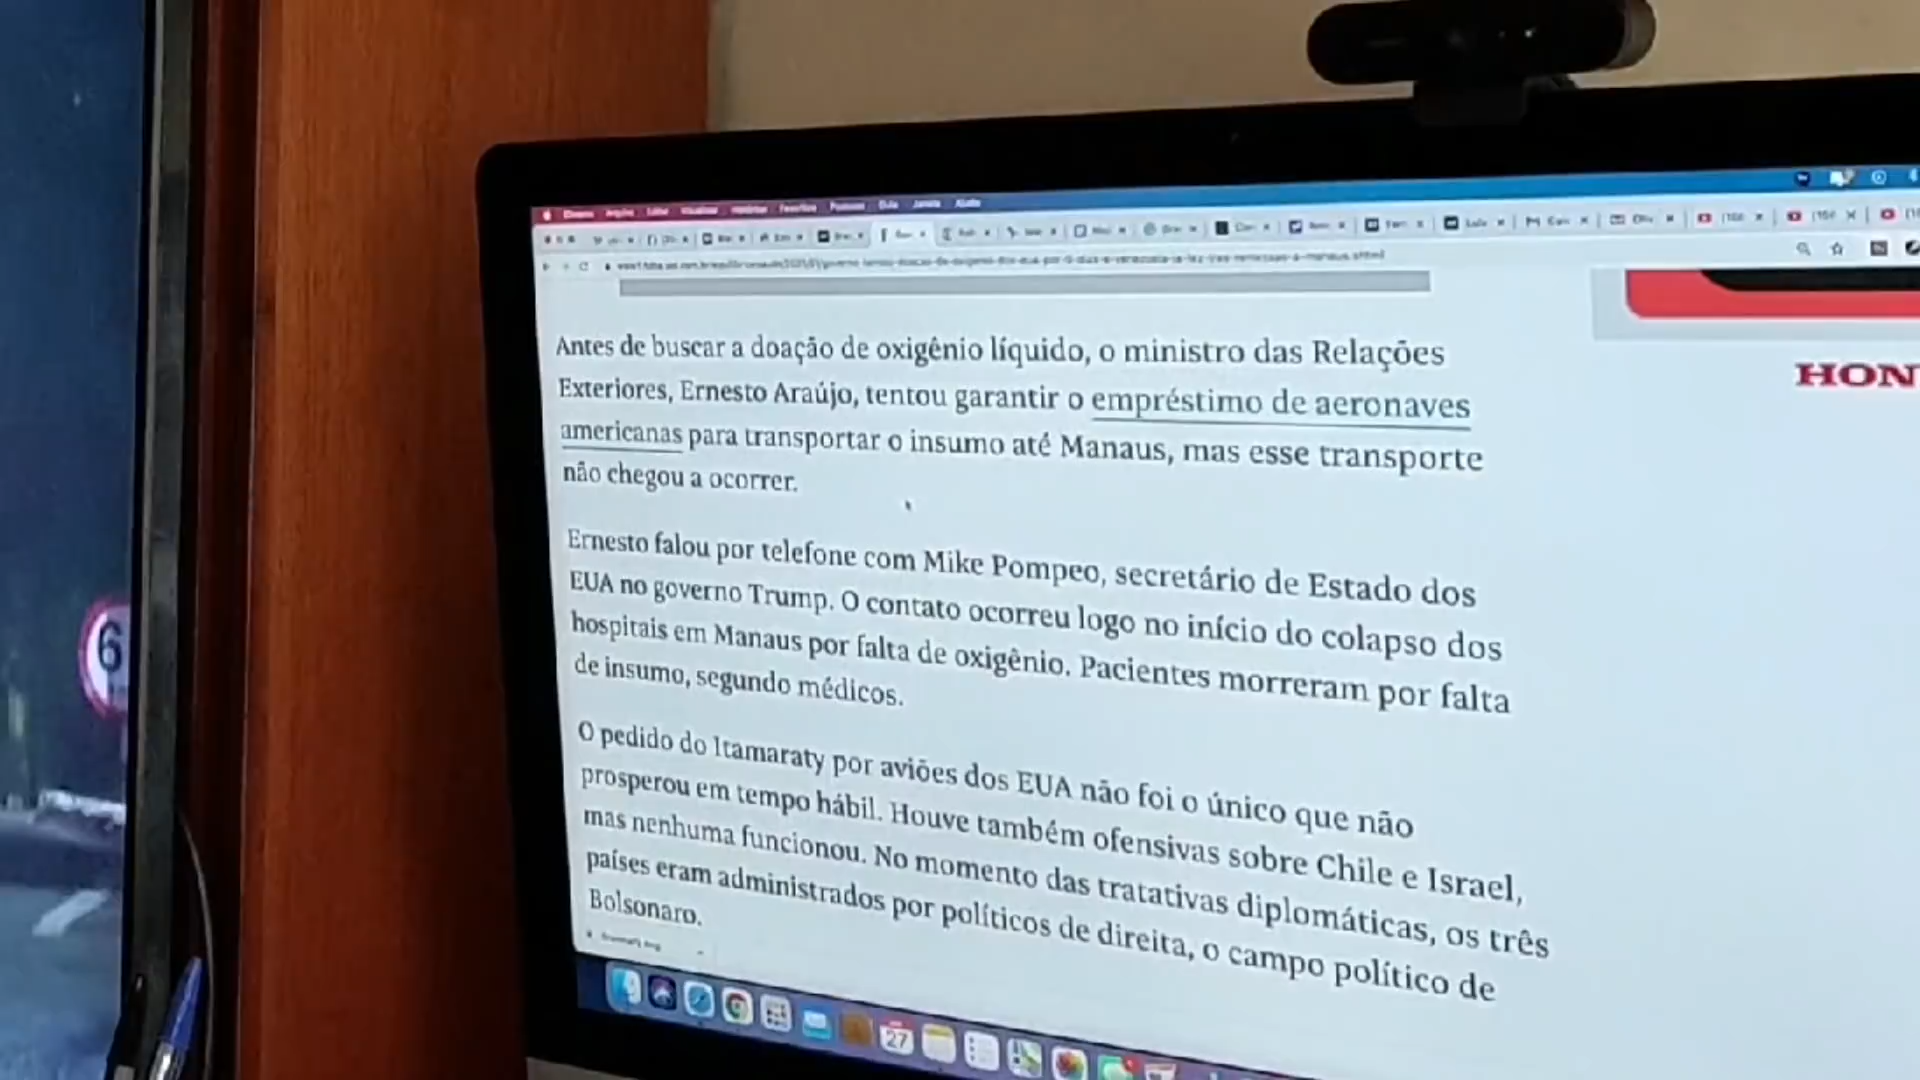 Antes de buscar a doação de oxigênio líquido, o ministro das Relações
Exteriores, Ernesto Araújo, tentou garantir o empréstimo de aeronaves
americanas para transportar o insumo até Manaus, mas esse transporte
não chegou a ocorrer.
Ernesto falou por telefone com Mike Pompeo, secretário de Estado dos
EUA no governo Trump. O contato ocorreu logo no início do colapso dos
hospitais em Manaus por falta de oxigênio. Pacientes morreram por falta
de insumo, segundo médicos.
O pedido do Itamaraty por aviões dos EUA não foi o único que não
prosperou em tempo hábil. Houve também ofensivas sobre Chile e Israel,
mas nenhuma funcionou. No momento das tratativas diplomáticas, os três
países eram administrados por políticos de direita, o campo político de
Bolsonaro.
HON
6
27